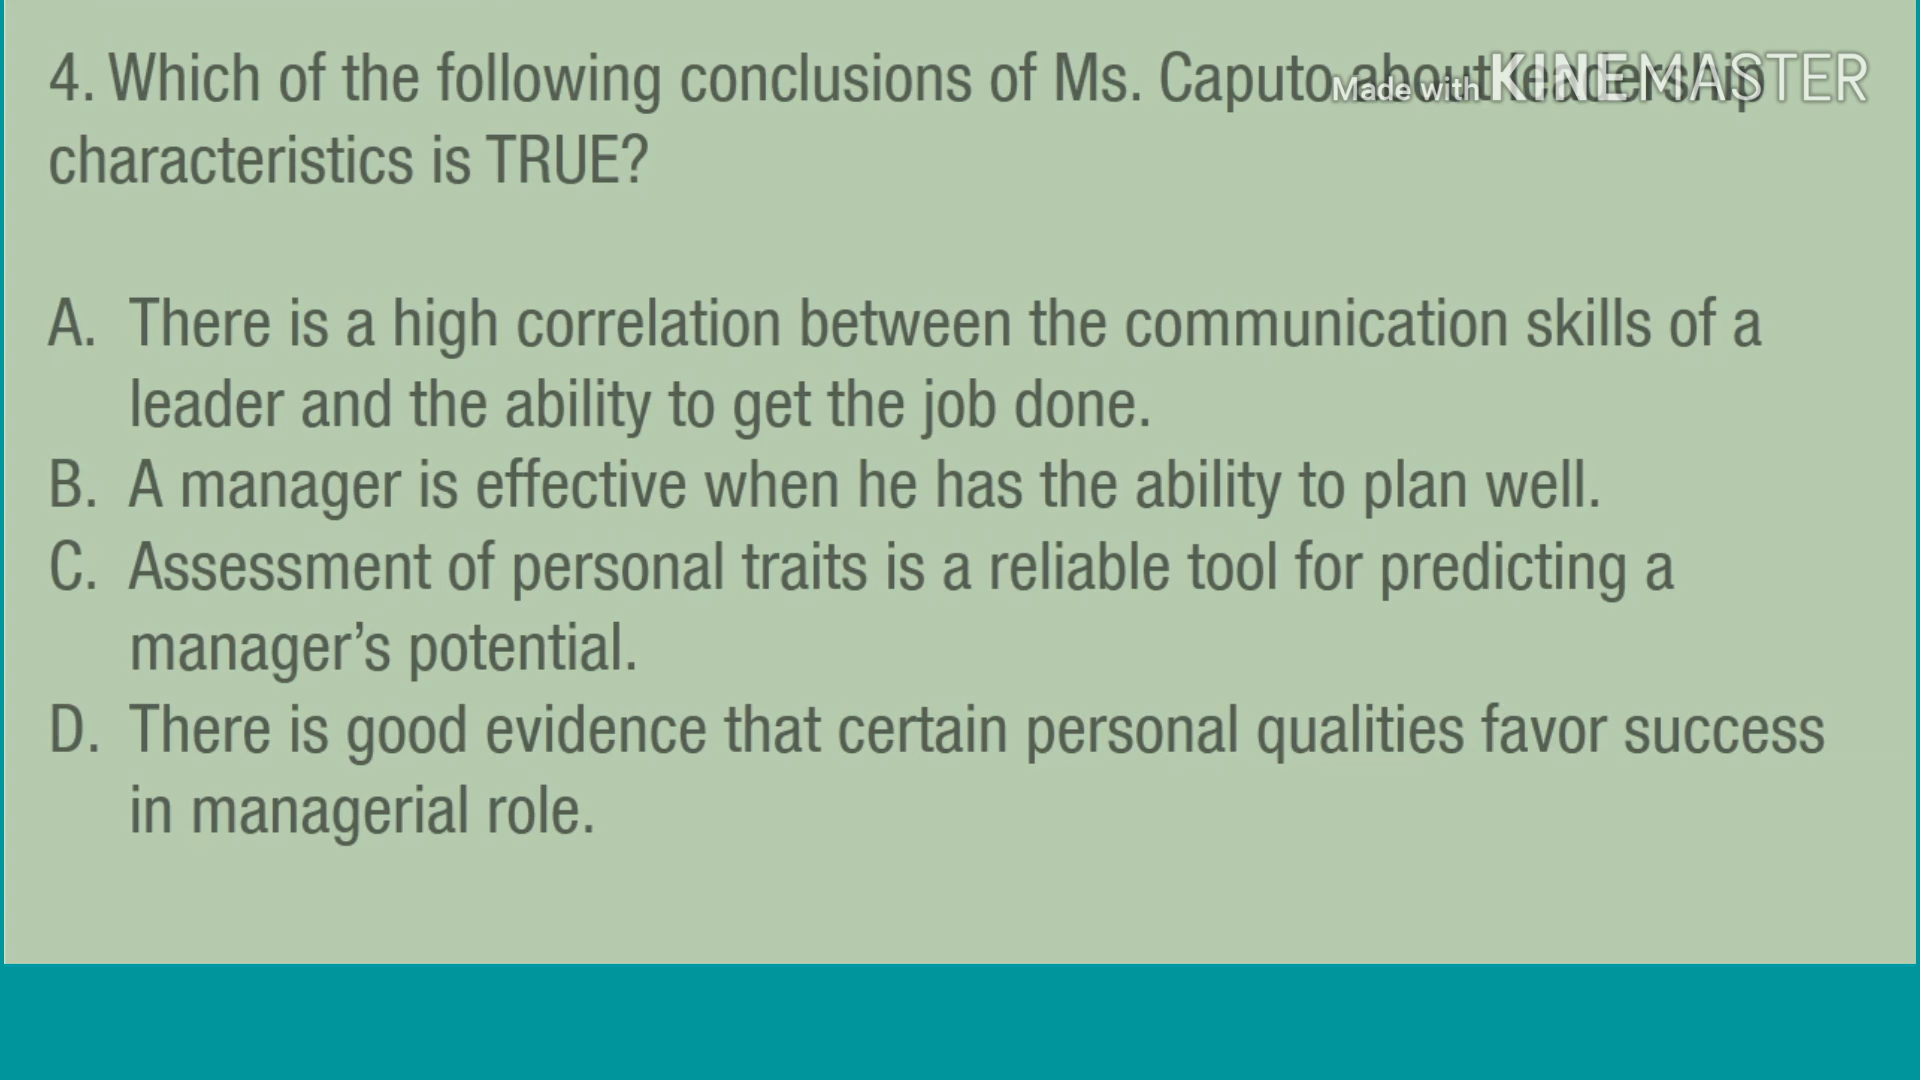 4. Which of the following conclusions of Ms. Caputo about leadership
Made with KINEMASTER
characteristics is TRUE?
A. There is a high correlation between the communication skills of a
leader and the ability to get the job done.
B. A manager is effective when he has the ability to plan well.
C. Assessment of personal traits is a reliable tool for predicting a
manager’s potential.
D. There is good evidence that certain personal qualities favor success
in managerial role.